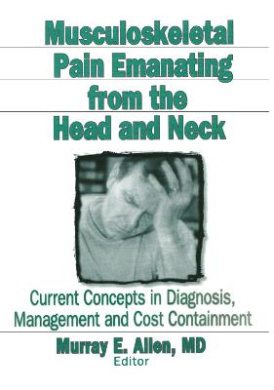 Musculoskeletal
Pain Emanating
from the
Head and Neck
Current Concepts in Diagnosis,
Management and Cost Containment
Murray E. Allen, MD
Editor